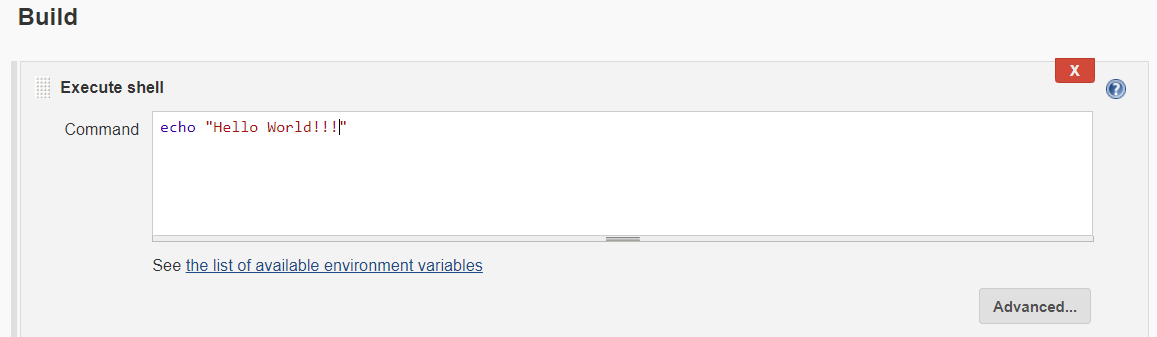 Build
Execute shell
X
?
Command
echo "Hello World!!!"
See the list of available environment variables
Advanced...